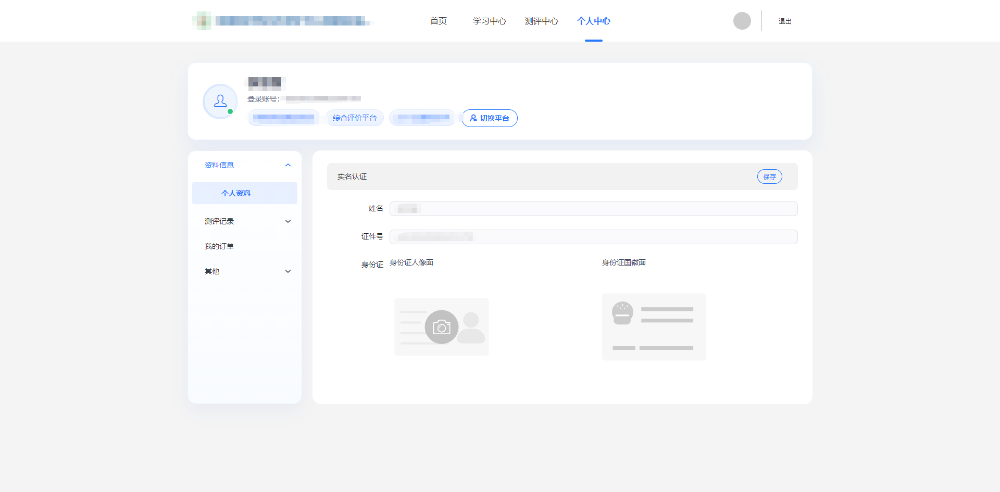 首页 学习中心 测评中心 个人中心 退出
登录账号：
综合评价平台 切换平台
资料信息
个人资料
测评记录
我的订单
其他
实名认证 保存
姓名
证件号
身份证 身份证人像面 身份证国徽面